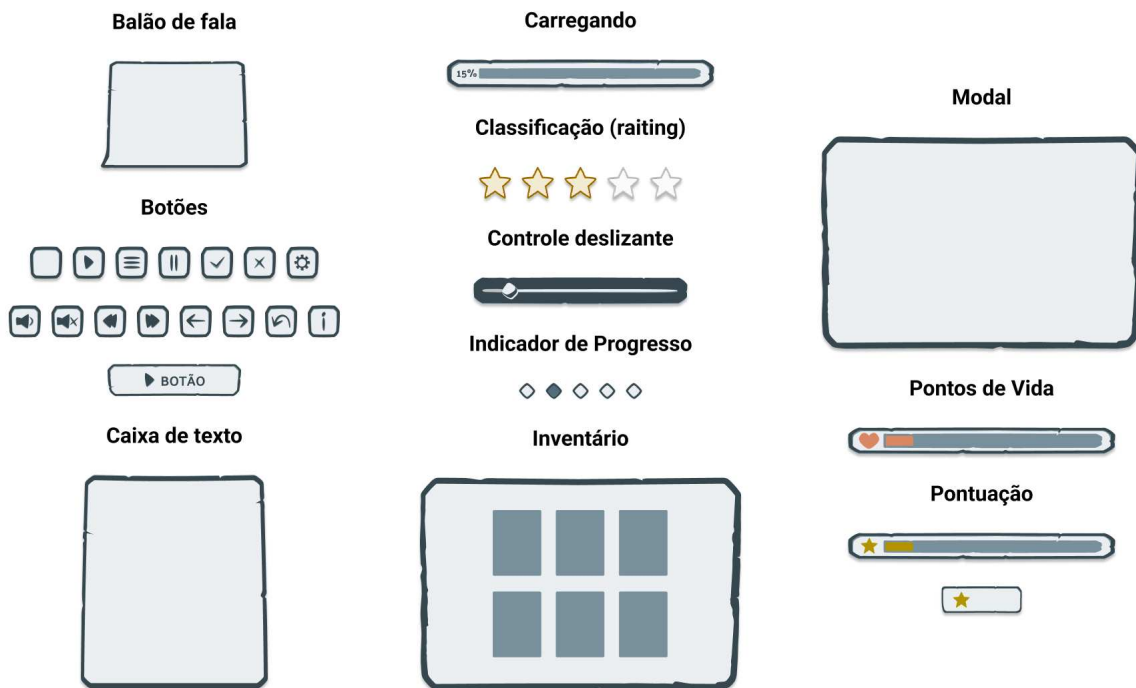 Balão de fala
Botões
BOTÃO
Caixa de texto
Carregando
15%
Classificação (raiting)
Controle deslizante
Indicador de Progresso
Inventário
Modal
Pontos de Vida
Pontuação